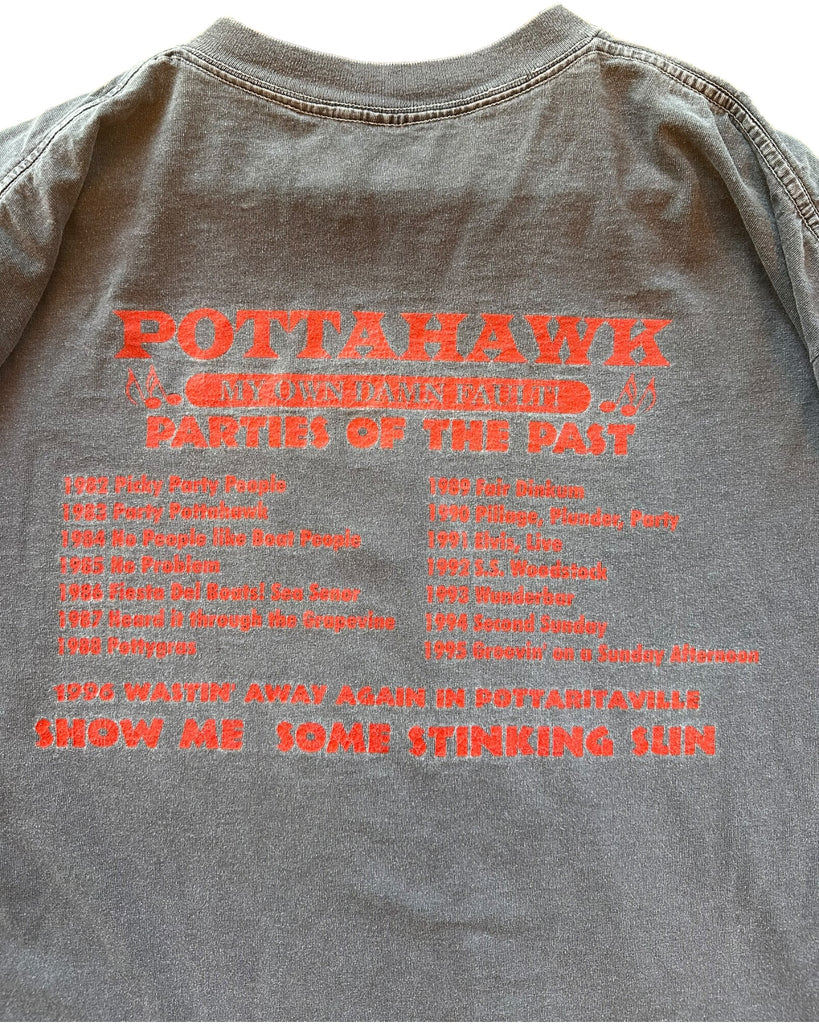 POTTAHAWK
MY OWN DAMN FAULT!
PARTIES OF THE PAST
1982 Picky Party People
1983 Party Pottahawk
1984 No People like Boat People
1985 No Problem
1986 Fiesta Del Routel Sea Senor
1987 Heard it through the Grapevine
1988 Pottygras
1989 Fair Dinkum
1990 Pillage, Plunder, Party
1991 Elvis, Live
1992 S.S. Woodstock
1993 Wunderbar
1994 Second Sunday
1995 Groovin' on a Sunday Afternoon
1996 WASTIN' AWAY AGAIN IN POTTARITAVILLE
SHOW ME SOME STINKING SUN